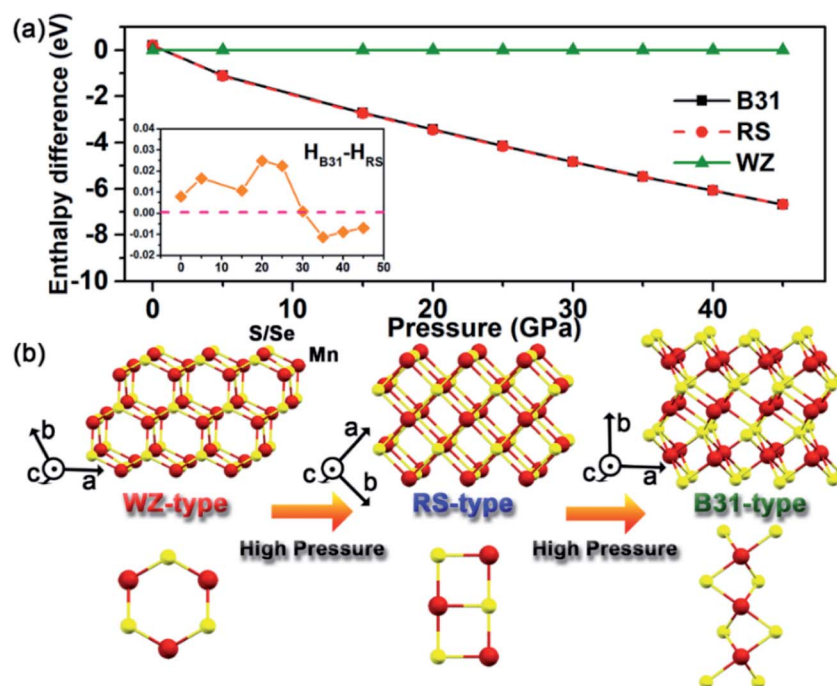 (a)
Enthalpy difference (eV)
0
-2
-4
-6
-8
-10
B31
RS
WZ
0.04
0.03
0.02
0.01
0.00
-0.01
-0.02
H_B31-H_RS
0 10 20 30 40 50
0 10 20 30 40
Pressure (GPa)
(b)
S/Se
Mn
b
c
a
a
c
b
b
c
a
WZ-type
RS-type
B31-type
High Pressure
High Pressure